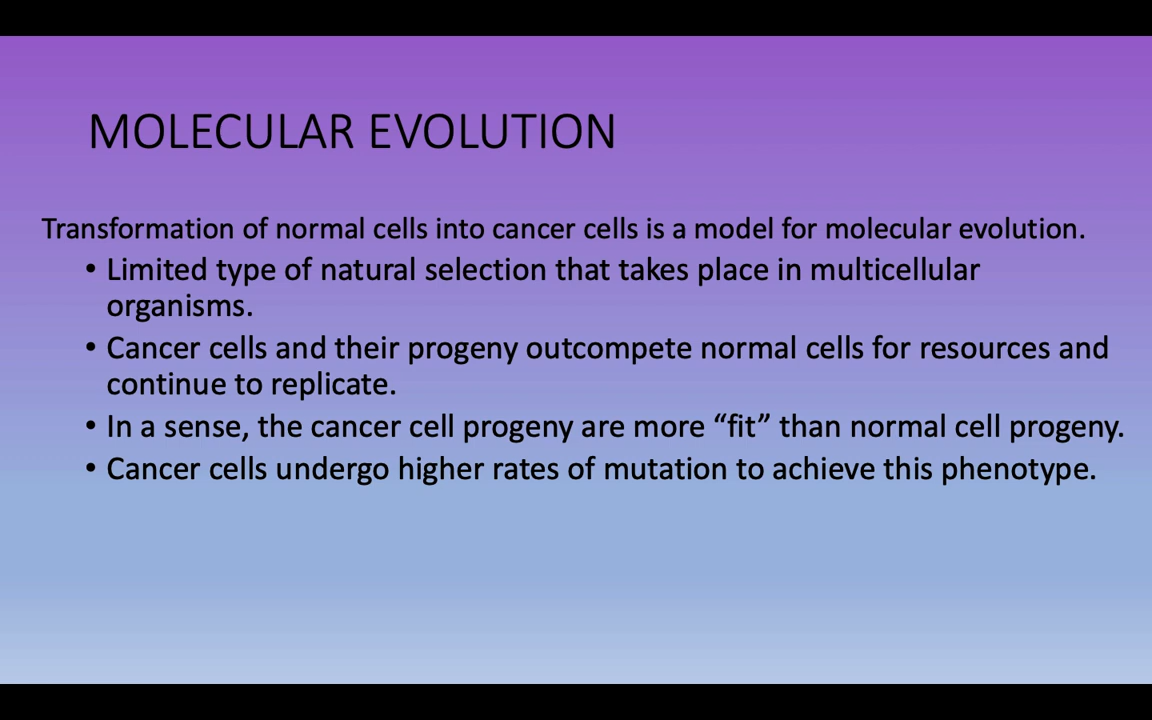 MOLECULAR EVOLUTION
Transformation of normal cells into cancer cells is a model for molecular evolution.
• Limited type of natural selection that takes place in multicellular
organisms.
• Cancer cells and their progeny outcompete normal cells for resources and
continue to replicate.
• In a sense, the cancer cell progeny are more “fit” than normal cell progeny.
• Cancer cells undergo higher rates of mutation to achieve this phenotype.